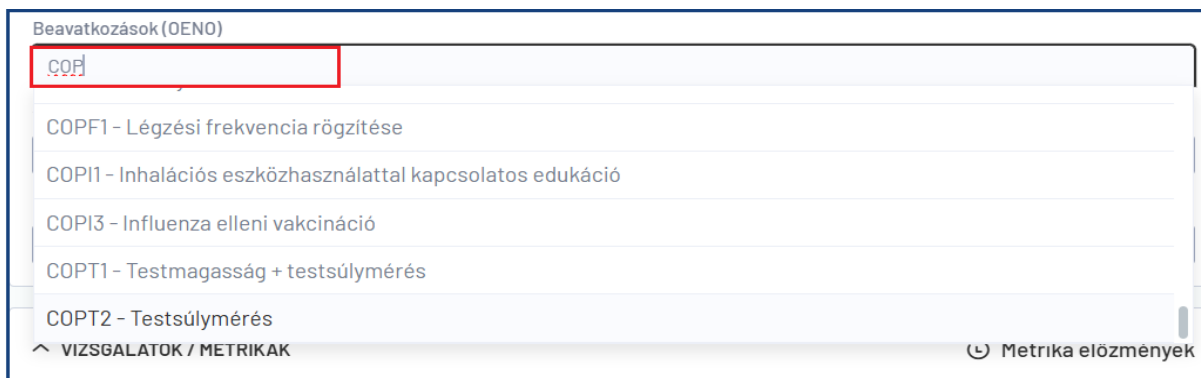 Beavatkozások (OENO)
COP
COPF1 - Légzési frekvencia rögzítése
COPI1 - Inhalációs eszközhasználattal kapcsolatos edukáció
COPI3 - Influenza elleni vakcináció
COPT1 - Testmagasság + testsúlymérés
COPT2 - Testsúlymérés
VIZSGÁLATOK / METRIKÁK Metrika előzmények